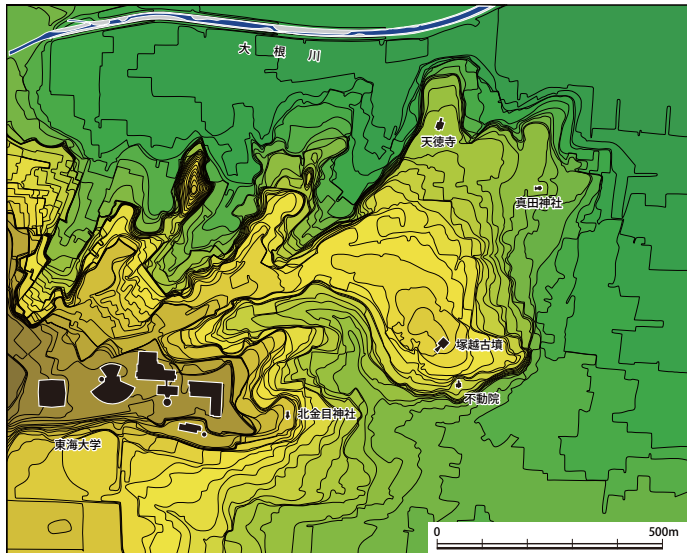 大根川
天徳寺
真田神社
塚越古墳
不動院
北金目神社
東海大学
0 500m